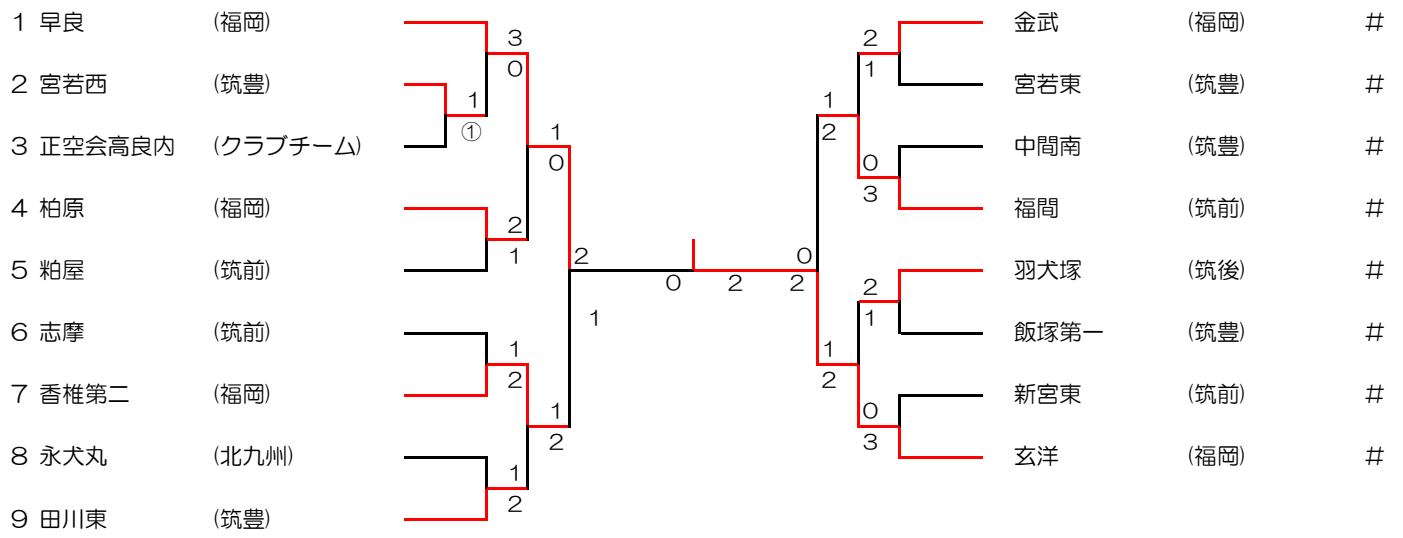 1 早良 (福岡) 金武 (福岡) #
3 2
0 1
2 宮若西 (筑豊) 宮若東 (筑豊) #
1 1
① 2
1
3 正空会高良内 (クラブチーム) 中間南 (筑豊) #
0 0
3
4 柏原 (福岡) 福間 (筑前) #
2
1 2 0
5 粕屋 (筑前) 羽犬塚 (筑後) #
0 2 2 2
1 1
6 志摩 (筑前) 飯塚第一 (筑豊) #
1 1
2 2
7 香椎第二 (福岡) 新宮東 (筑前) #
1 0
2 3
8 永犬丸 (北九州) 玄洋 (福岡) #
1
2
9 田川東 (筑豊)